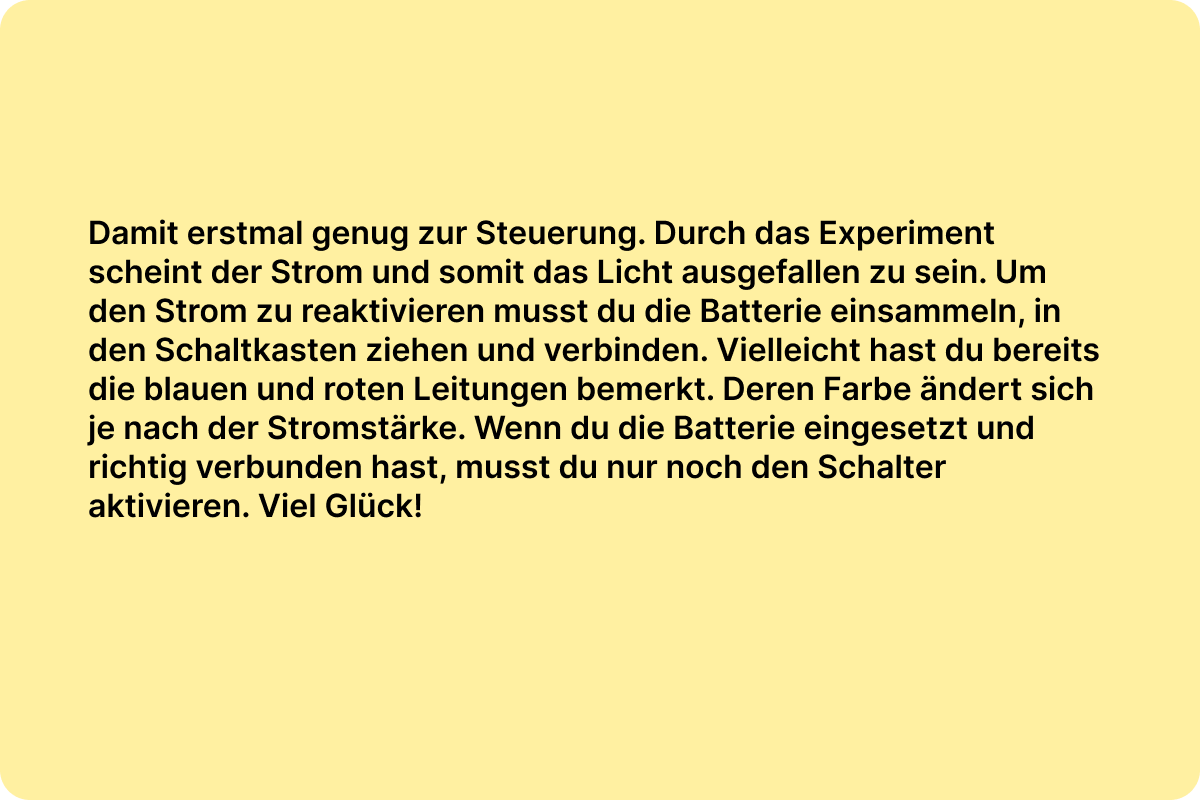 Damit erstmal genug zur Steuerung. Durch das Experiment
scheint der Strom und somit das Licht ausgefallen zu sein. Um
den Strom zu reaktivieren musst du die Batterie einsammeln, in
den Schaltkasten ziehen und verbinden. Vielleicht hast du bereits
die blauen und roten Leitungen bemerkt. Deren Farbe ändert sich
je nach der Stromstärke. Wenn du die Batterie eingesetzt und
richtig verbunden hast, musst du nur noch den Schalter
aktivieren. Viel Glück!